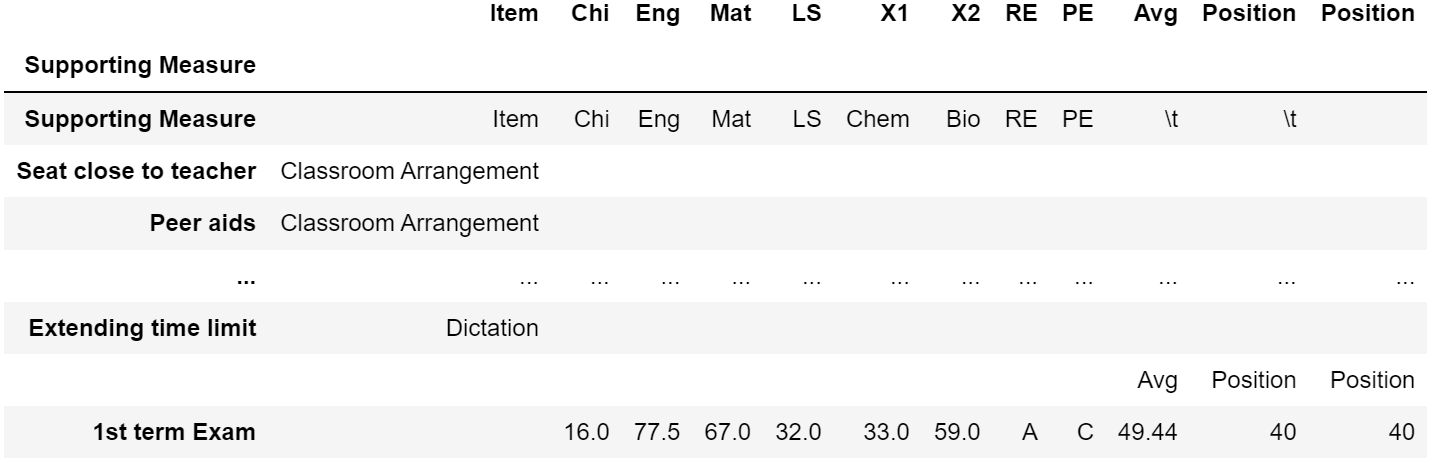 Item Chi Eng Mat LS X1 X2 RE PE Avg Position Position
Supporting Measure
Supporting Measure Item Chi Eng Mat LS Chem Bio RE PE \t \t
Seat close to teacher Classroom Arrangement
Peer aids Classroom Arrangement
... ... ... ... ... ... ... ... ... ... ... ... ...
Extending time limit Dictation
Avg Position Position
1st term Exam 16.0 77.5 67.0 32.0 33.0 59.0 A C 49.44 40 40